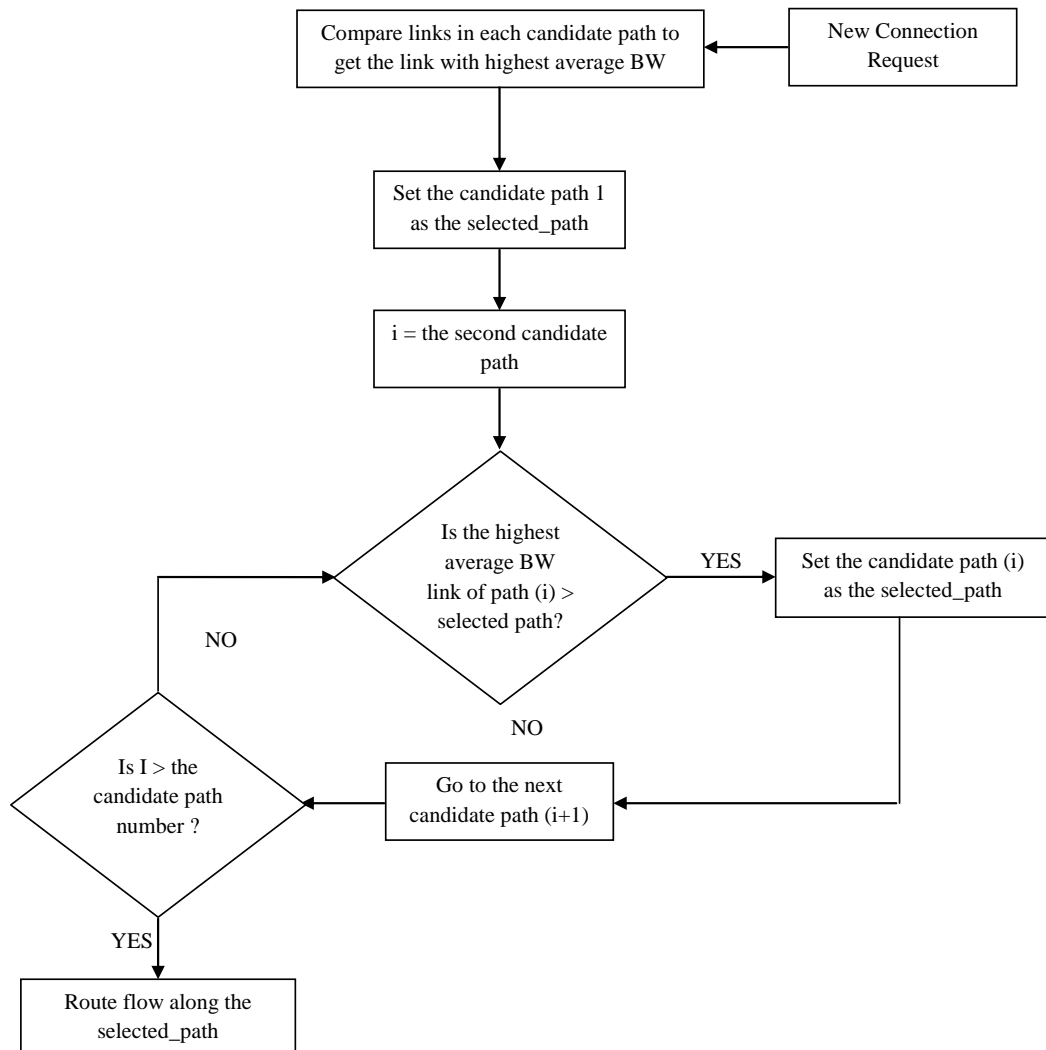 Compare links in each candidate path to
get the link with highest average BW
New Connection
Request
Set the candidate path 1
as the selected_path
i = the second candidate
path
Is the highest
average BW
link of path (i) >
selected path?
YES
Set the candidate path (i)
as the selected_path
NO
NO
Go to the next
candidate path (i+1)
Is I > the
candidate path
number ?
YES
Route flow along the
selected_path